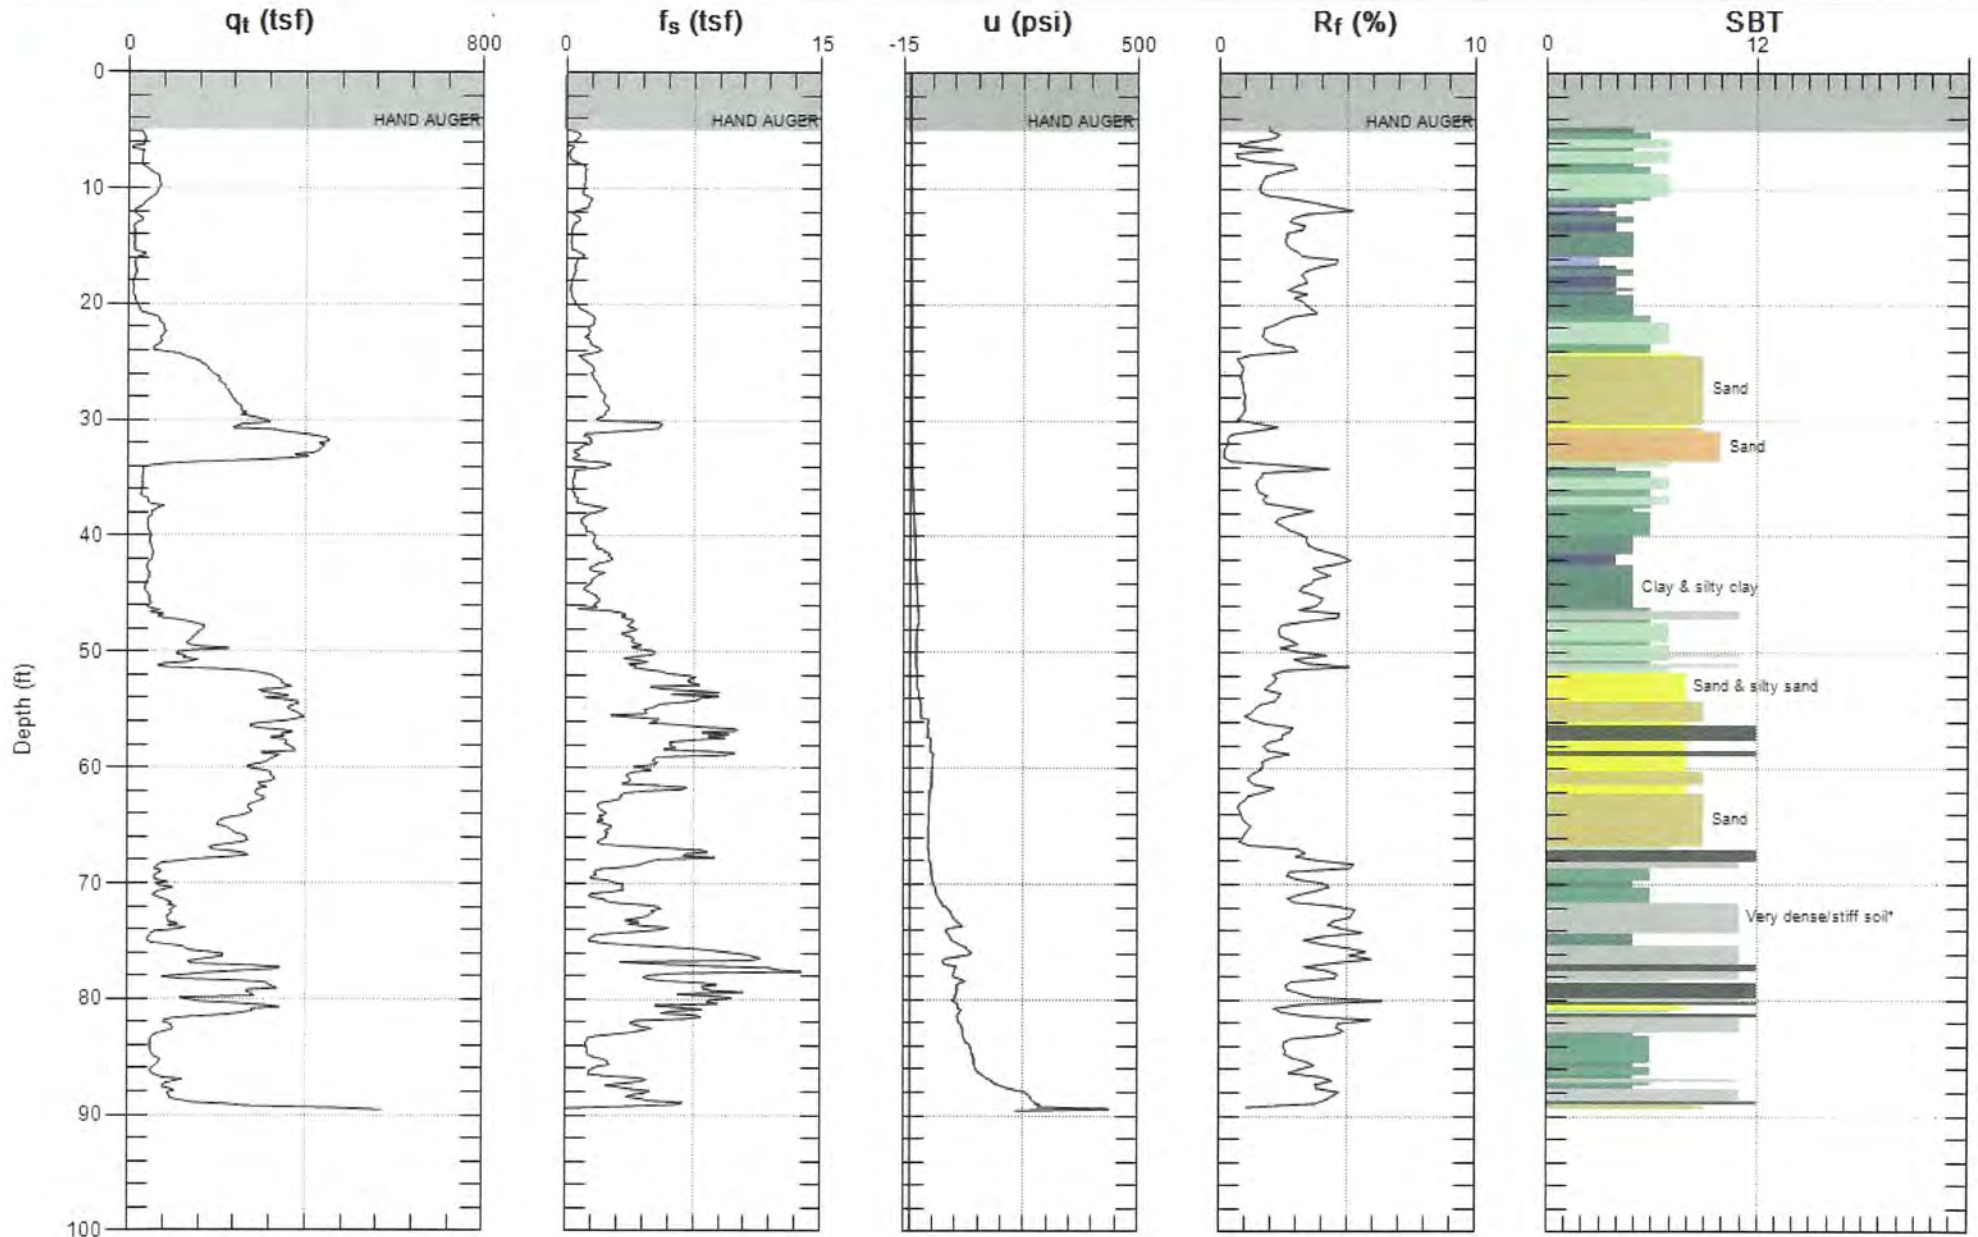 qt (tsf) fs (tsf) u (psi) Rf (%) SBT
0 800 0 15 -15 500 0 10 0 12
0
HAND AUGER HAND AUGER HAND AUGER HAND AUGER
10
20
Sand
30
Sand
40
Clay & silty clay
50
Sand & silty sand
Depth (ft)
60
Sand
70
Very dense/stiff soil*
80
90
100